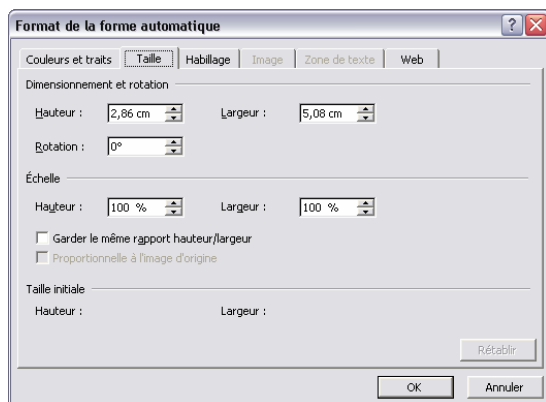 Format de la forme automatique
Couleurs et traits Taille Habillage Image Zone de texte Web
Dimensionnement et rotation
Hauteur : 2,86 cm Largeur : 5,08 cm
Rotation : 0°
Échelle
Hauteur : 100 % Largeur : 100 %
Garder le même rapport hauteur/largeur
Proportionnelle à l'image d'origine
Taille initiale
Hauteur : Largeur :
Rétablir
OK Annuler